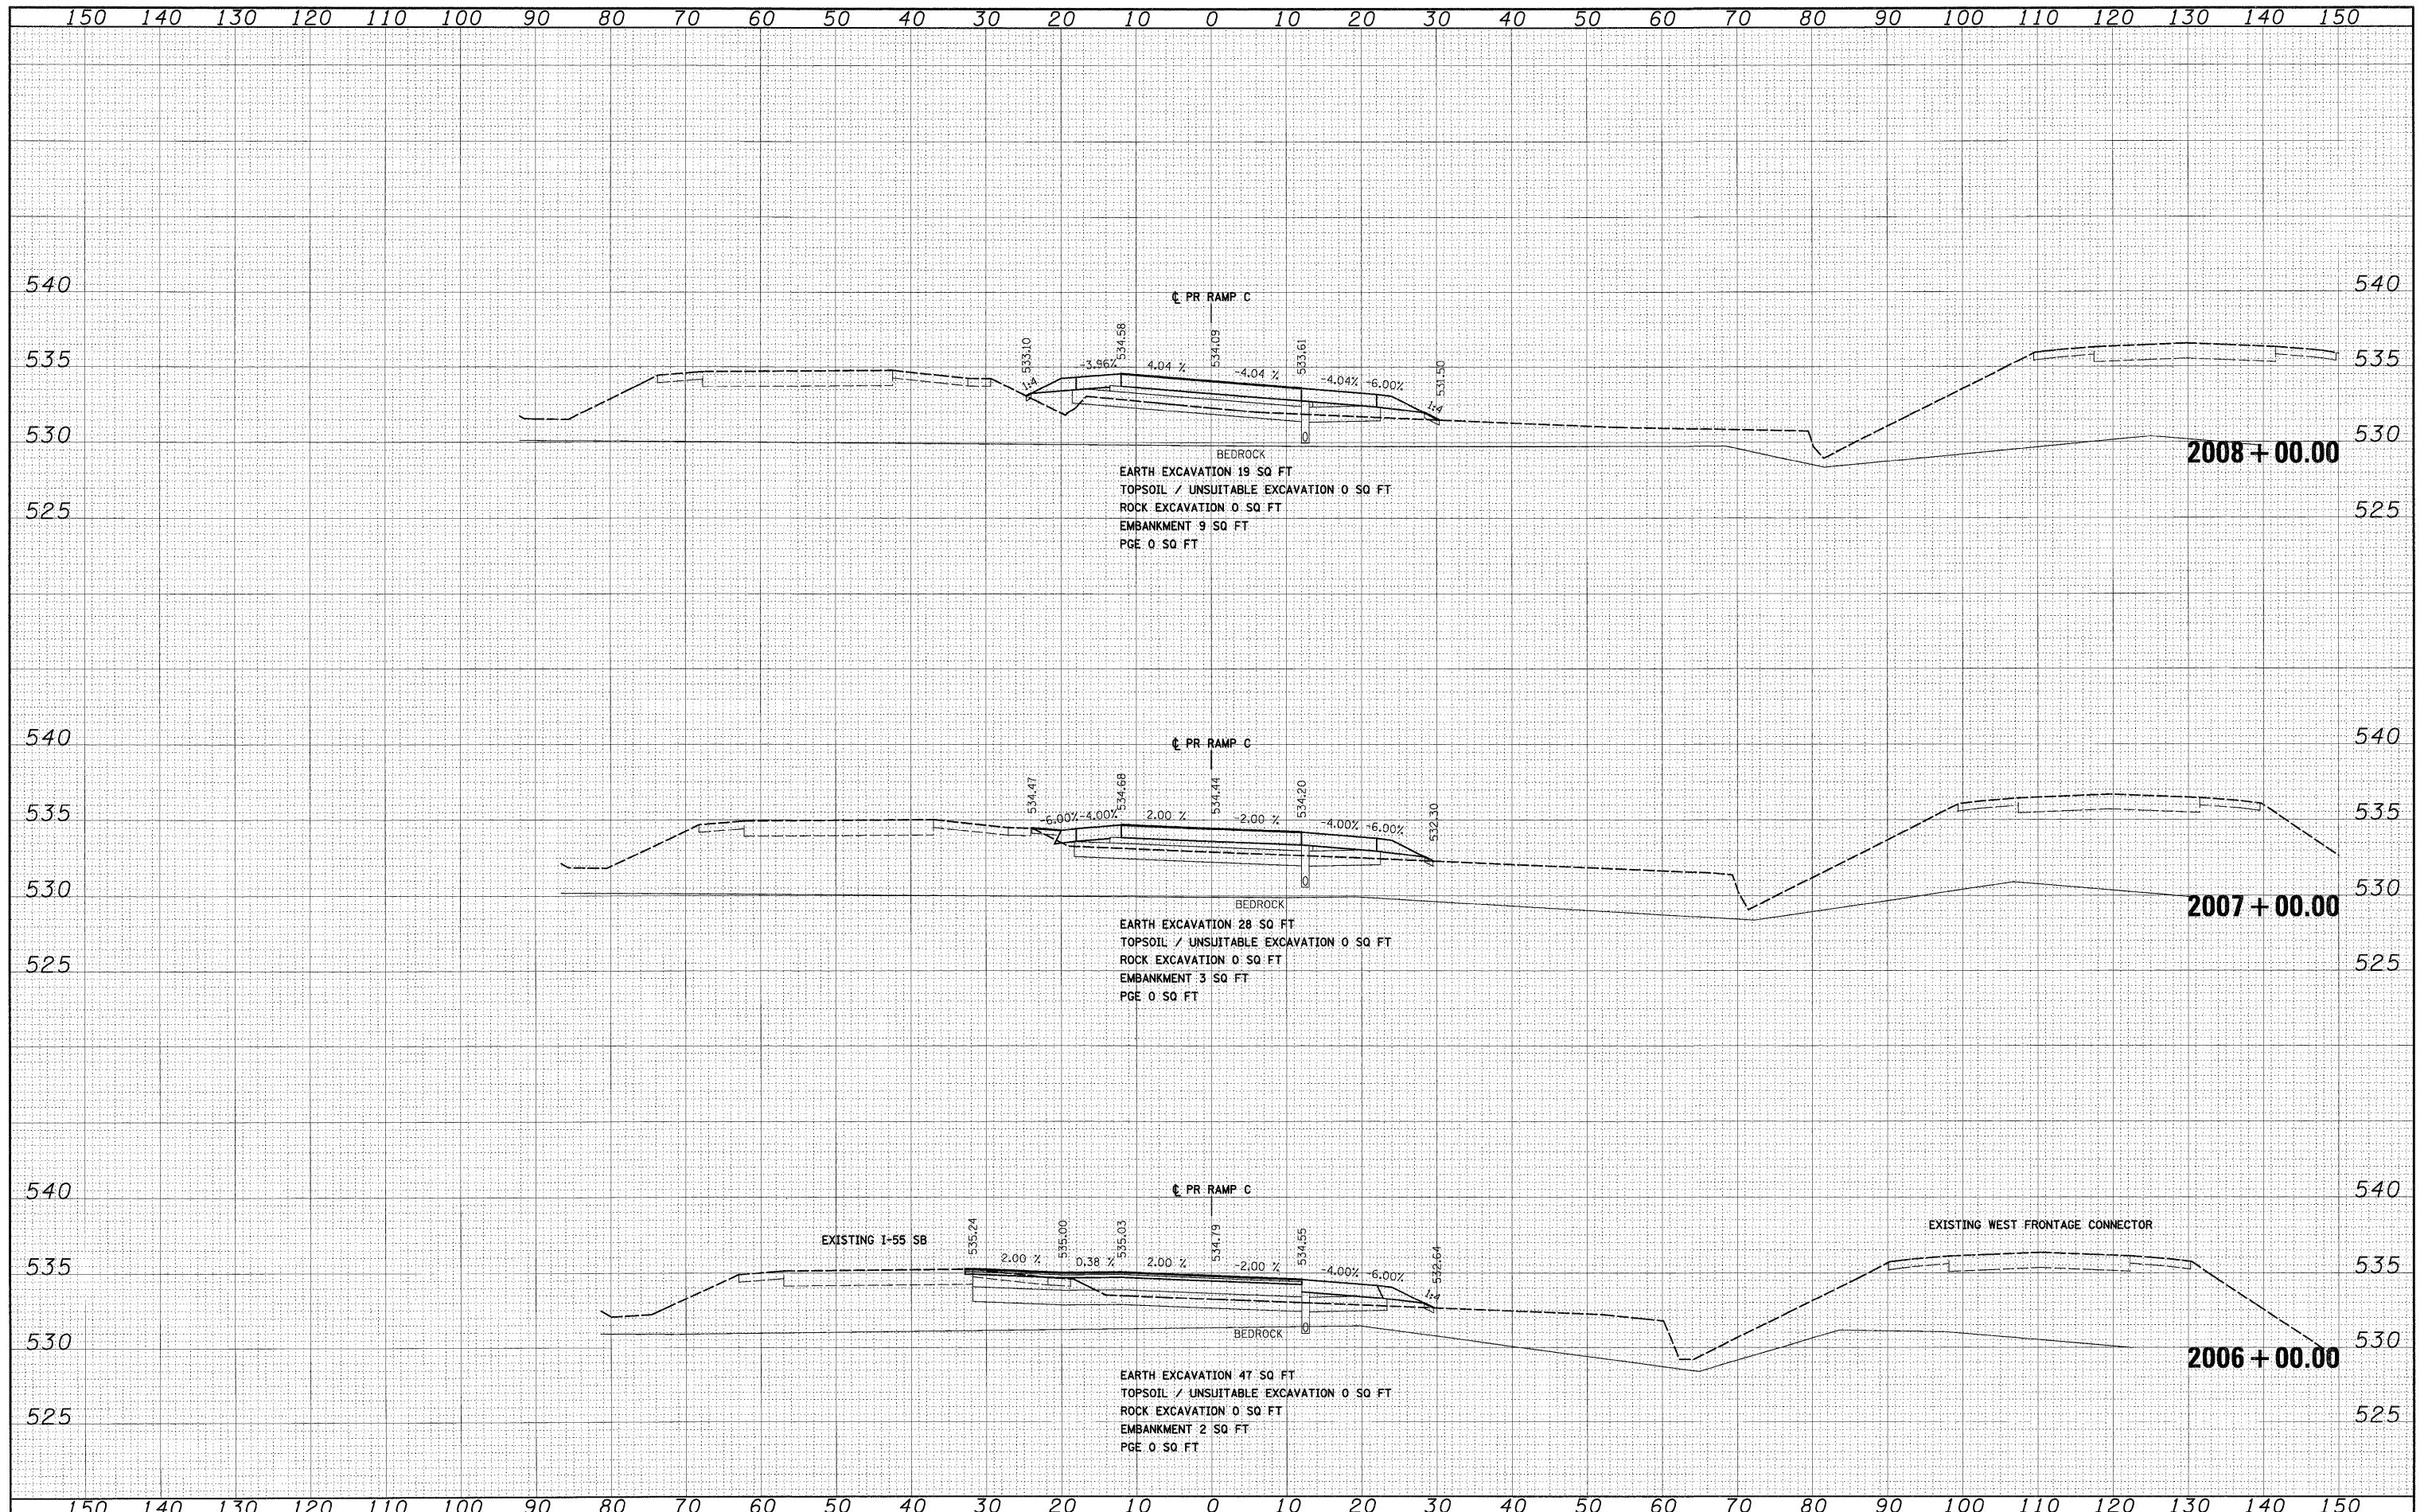 150 140 130 120 110 100 90 80 70 60 50 40 30 20 10 0 10 20 30 40 50 60 70 80 90 100 110 120 130 140 150
540 540
℄ PR RAMP C
533.10 534.58 534.09 533.61 531.50
535 535
1:4 -3.96% 4.04 % -4.04 % -4.04% -6.00% 1:4
530 530
BEDROCK
2008+00.00
EARTH EXCAVATION 19 SQ FT
TOPSOIL / UNSUITABLE EXCAVATION 0 SQ FT
ROCK EXCAVATION 0 SQ FT
525 525
EMBANKMENT 9 SQ FT
PGE 0 SQ FT
540 540
℄ PR RAMP C
534.47 534.68 534.44 534.20 532.30
535 535
-6.00% -4.00% 2.00 % -2.00 % -4.00% -6.00%
530 530
BEDROCK
2007+00.00
EARTH EXCAVATION 28 SQ FT
TOPSOIL / UNSUITABLE EXCAVATION 0 SQ FT
ROCK EXCAVATION 0 SQ FT
525 525
EMBANKMENT 3 SQ FT
PGE 0 SQ FT
540 540
℄ PR RAMP C
EXISTING I-55 SB
535.24 535.00 535.03 534.79 534.55 532.64
EXISTING WEST FRONTAGE CONNECTOR
535 535
2.00 % 0.38 % 2.00 % -2.00 % -4.00% -6.00% 1:4
530 530
BEDROCK
2006+00.00
EARTH EXCAVATION 47 SQ FT
TOPSOIL / UNSUITABLE EXCAVATION 0 SQ FT
ROCK EXCAVATION 0 SQ FT
525 525
EMBANKMENT 2 SQ FT
PGE 0 SQ FT
150 140 130 120 110 100 90 80 70 60 50 40 30 20 10 0 10 20 30 40 50 60 70 80 90 100 110 120 130 140 150